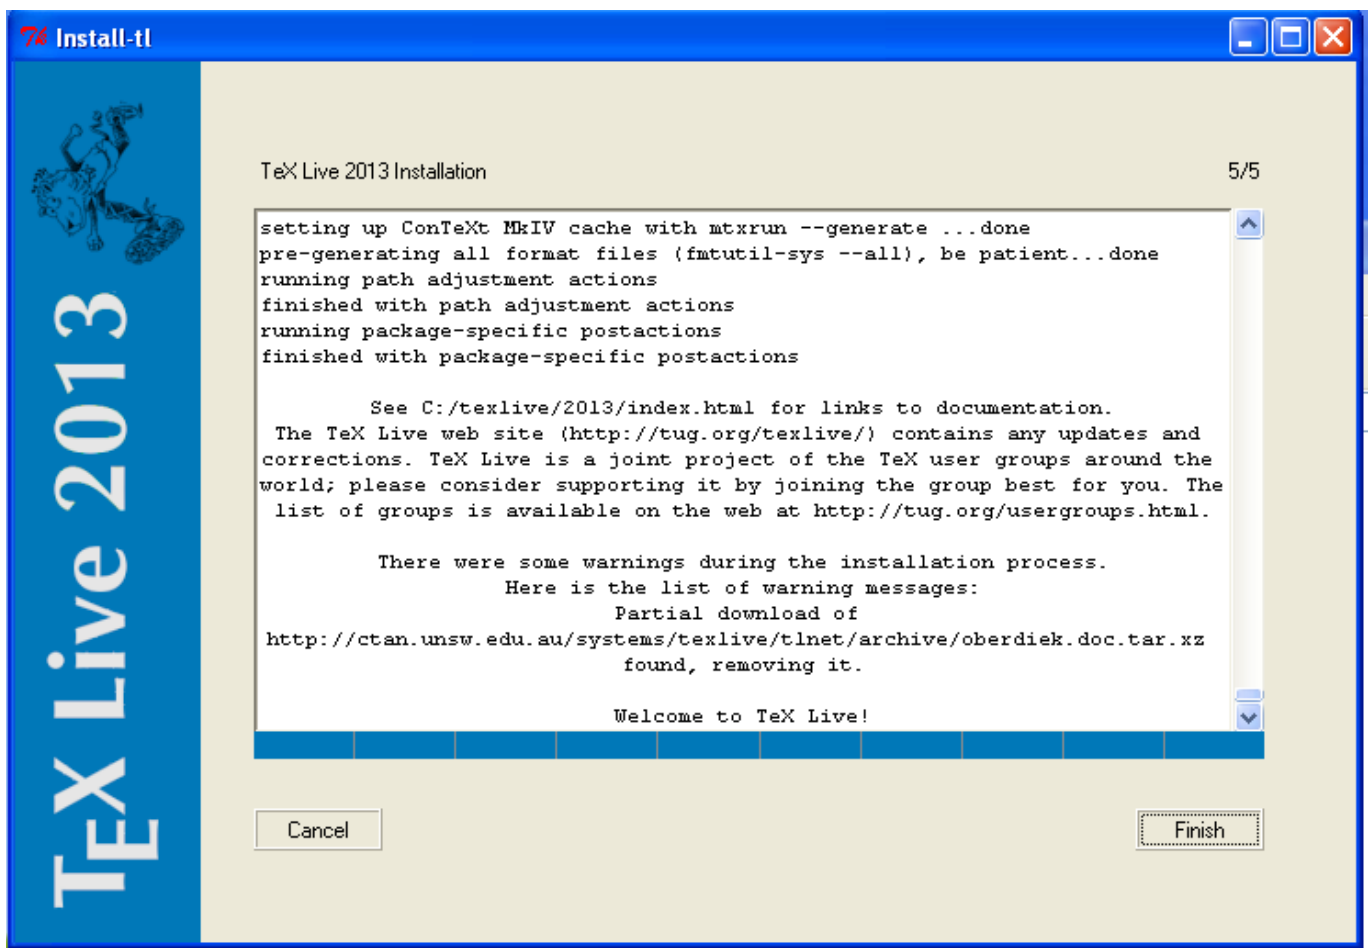 Install-tl
TeX Live 2013
TeX Live 2013 Installation
5/5
setting up ConTeXt MkIV cache with mtxrun --generate ...done
pre-generating all format files (fmtutil-sys --all), be patient...done
running path adjustment actions
finished with path adjustment actions
running package-specific postactions
finished with package-specific postactions
See C:/texlive/2013/index.html for links to documentation.
The TeX Live web site (http://tug.org/texlive/) contains any updates and
corrections. TeX Live is a joint project of the TeX user groups around the
world; please consider supporting it by joining the group best for you. The
list of groups is available on the web at http://tug.org/usergroups.html.
There were some warnings during the installation process.
Here is the list of warning messages:
Partial download of
http://ctan.unsw.edu.au/systems/texlive/tlnet/archive/oberdiek.doc.tar.xz
found, removing it.
Welcome to TeX Live!
Cancel
Finish